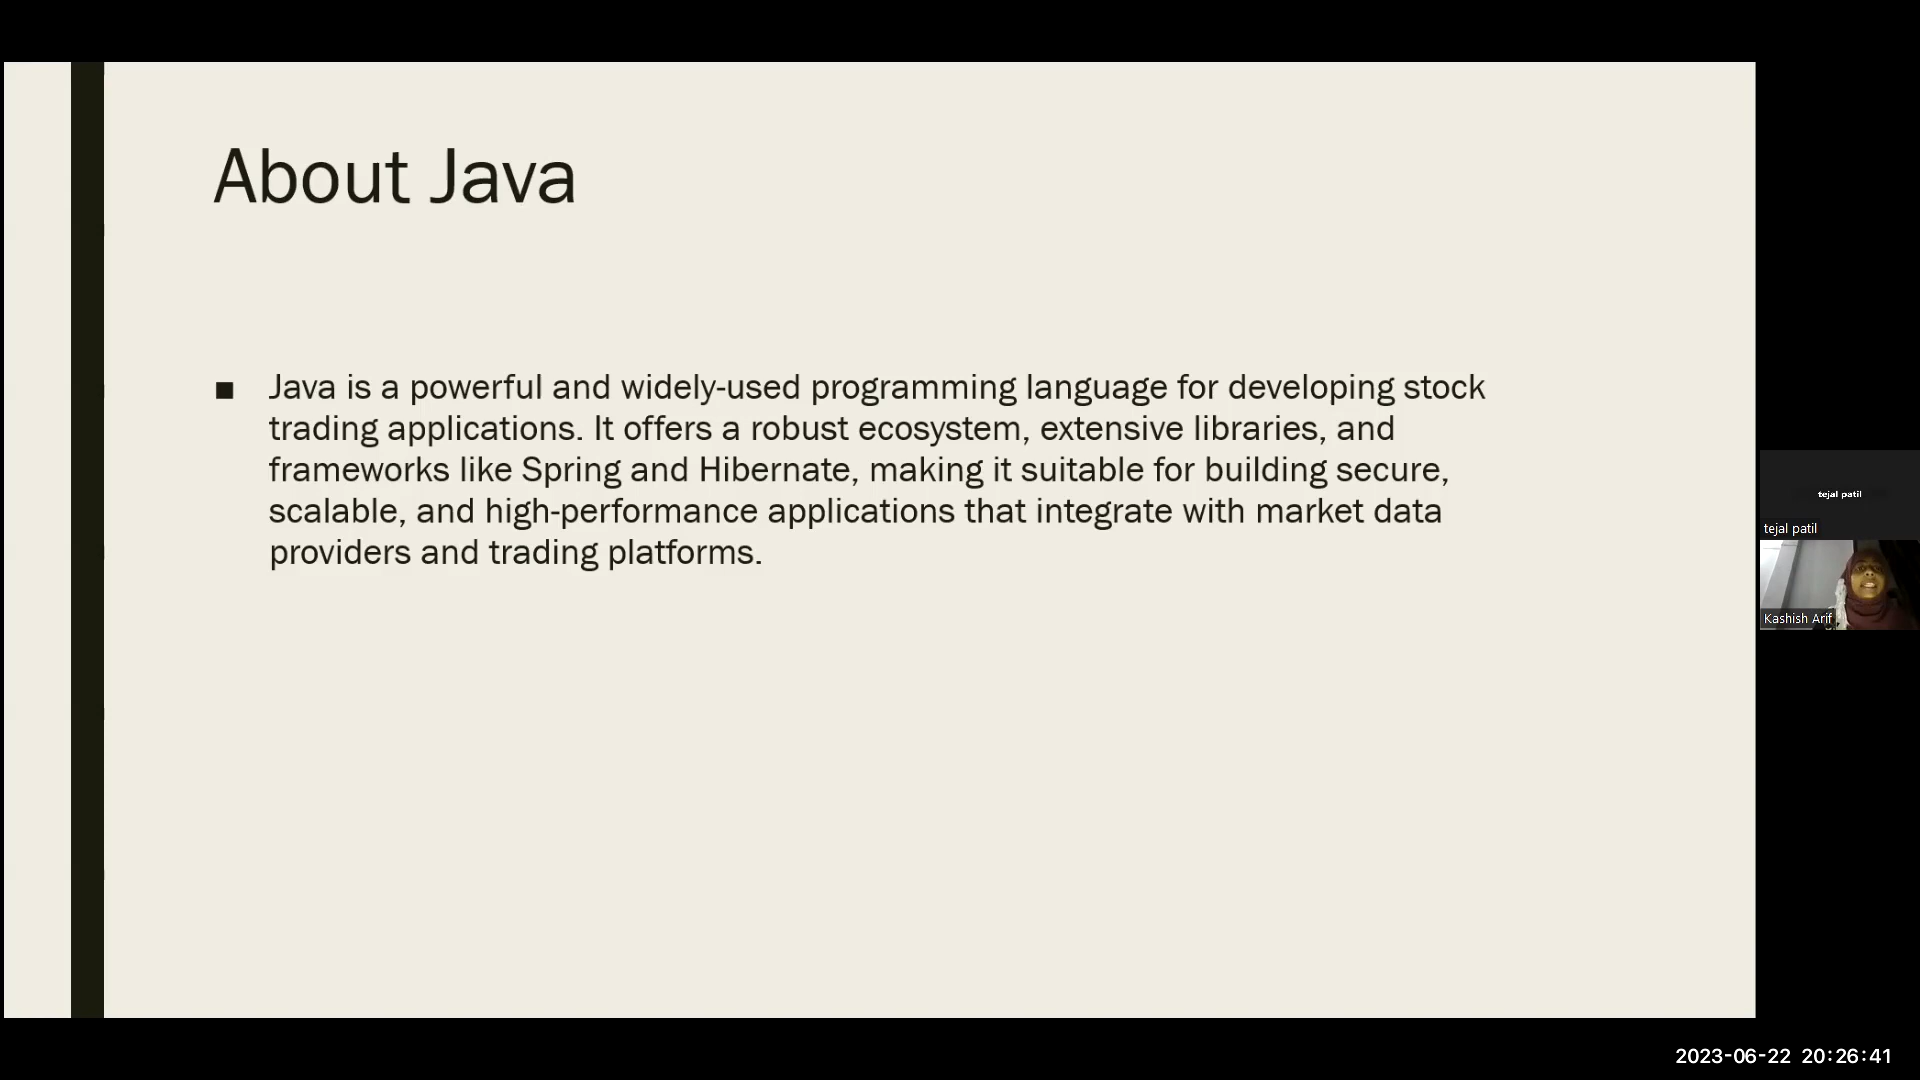 About Java
■ Java is a powerful and widely-used programming language for developing stock
trading applications. It offers a robust ecosystem, extensive libraries, and
frameworks like Spring and Hibernate, making it suitable for building secure,
scalable, and high-performance applications that integrate with market data
providers and trading platforms.
tejal patil
tejal patil
Kashish Arif
2023-06-22 20:26:41